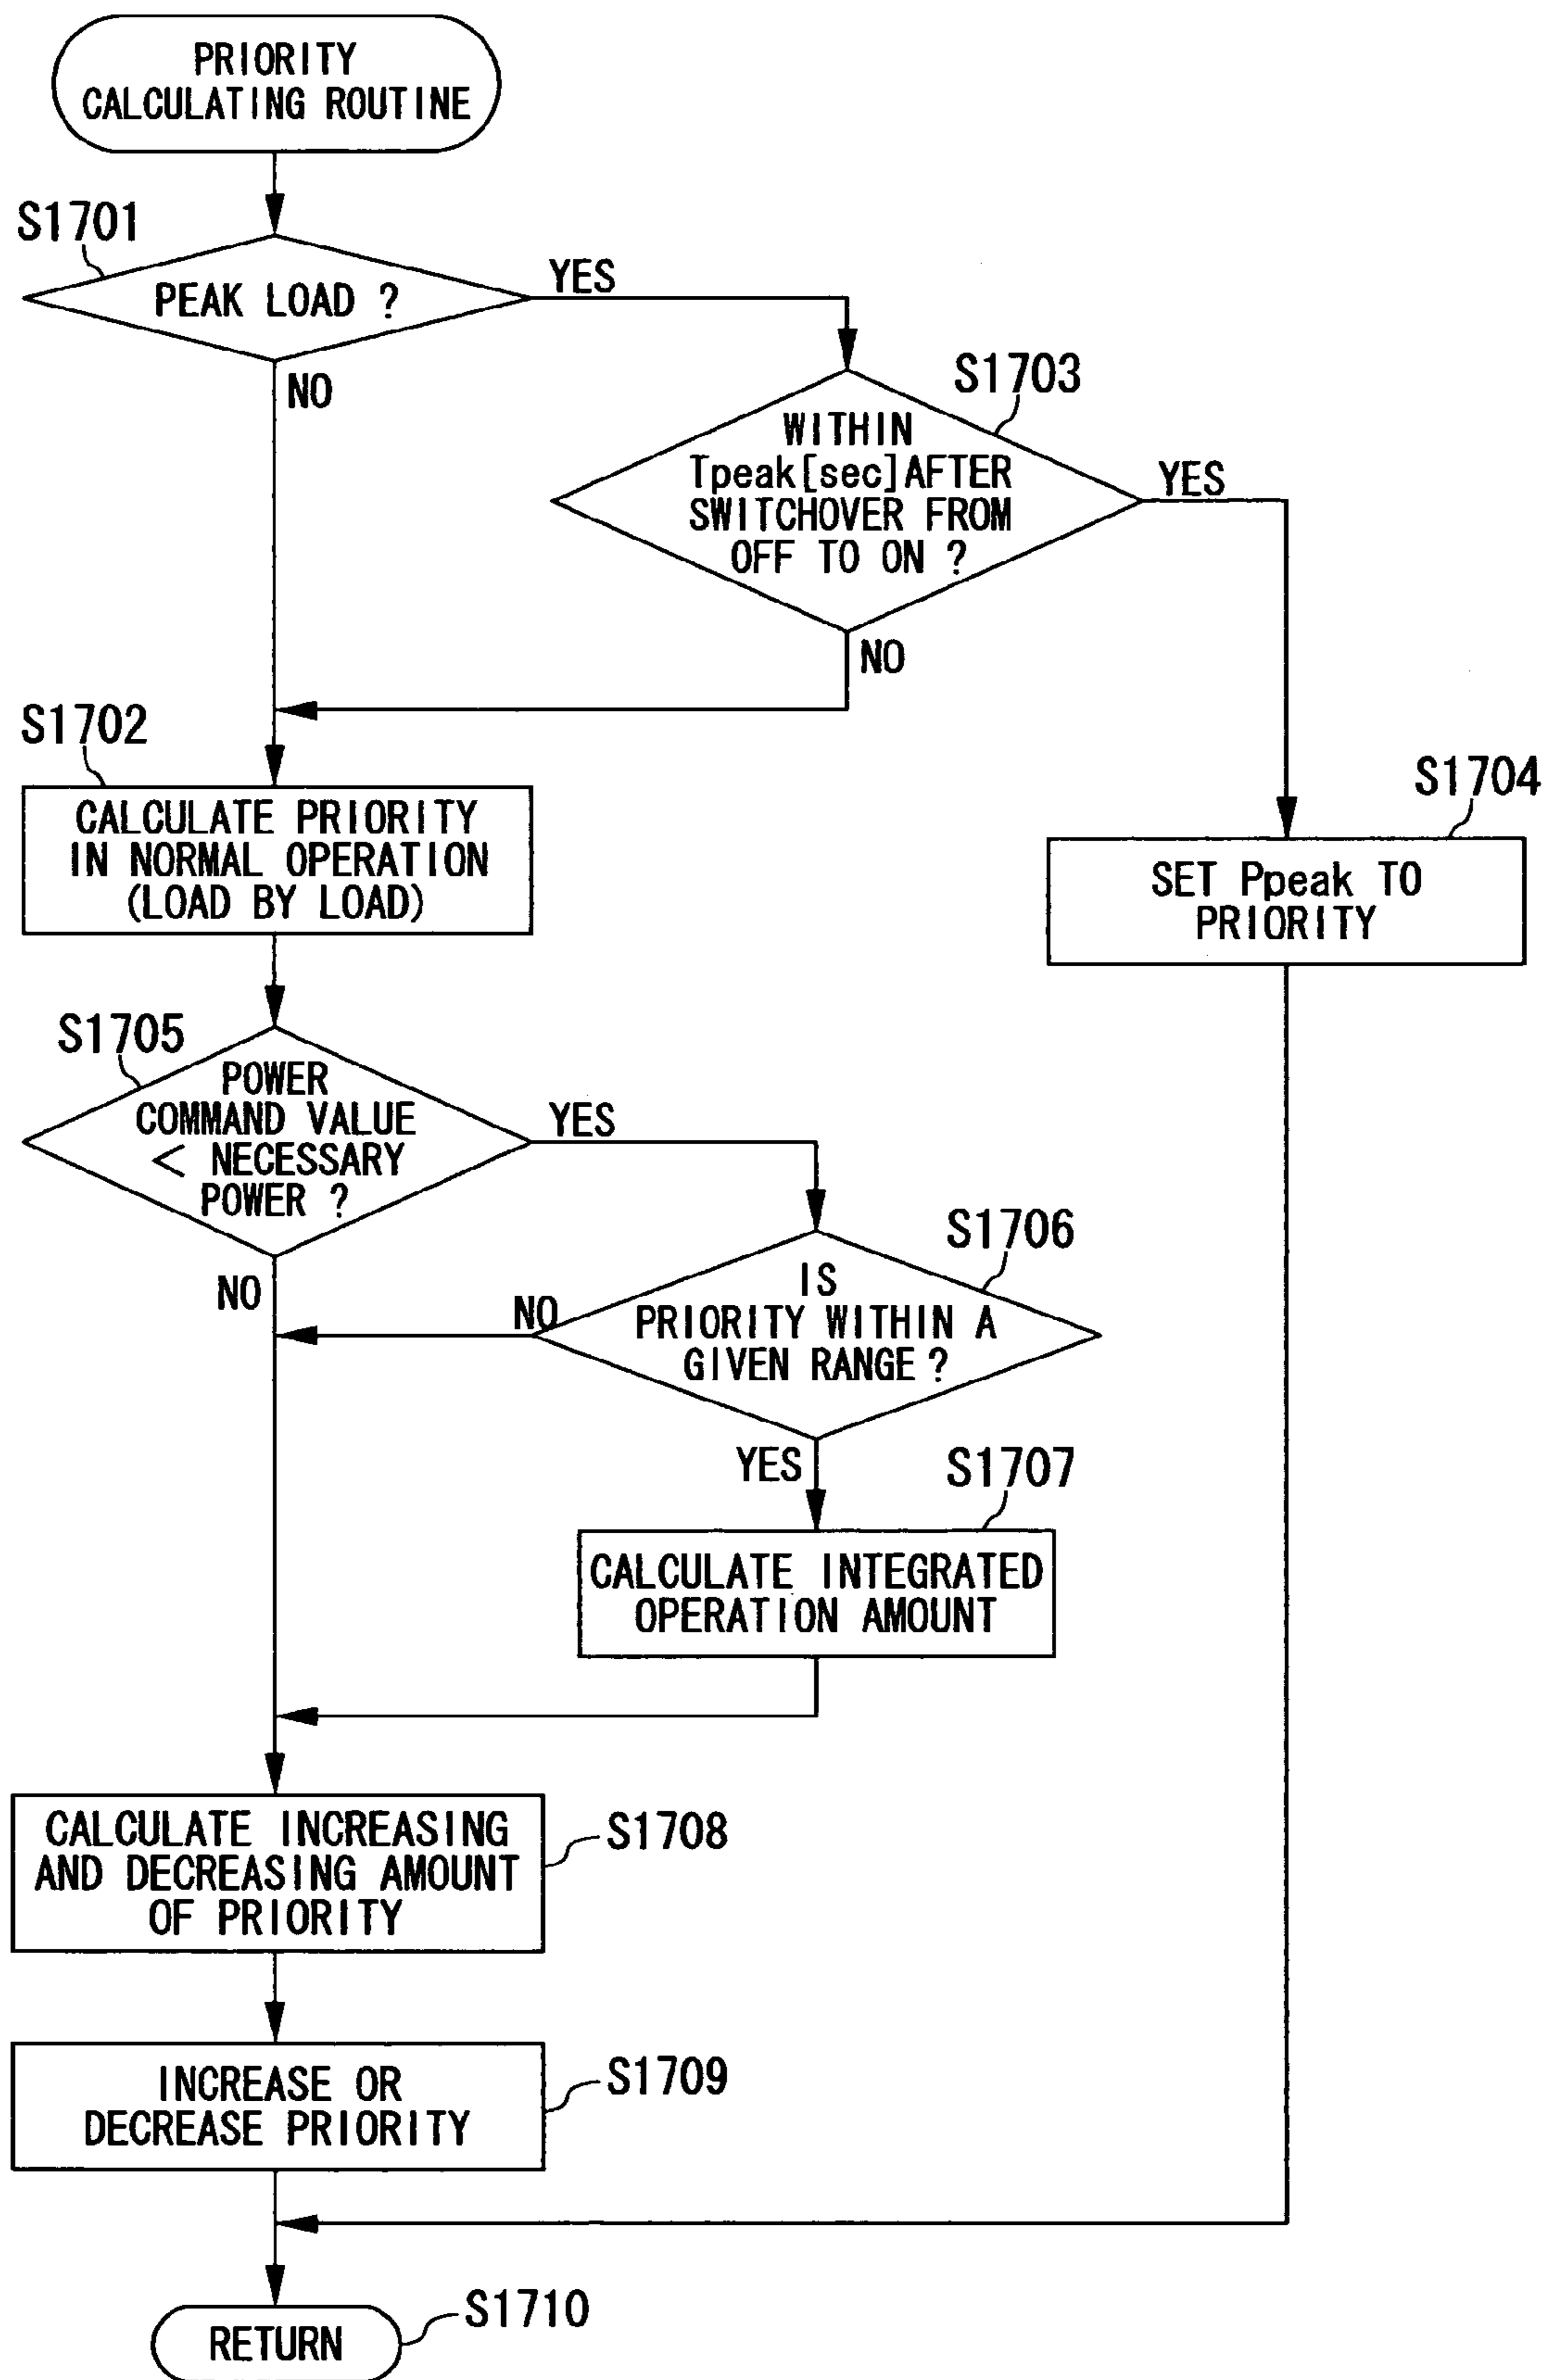 PRIORITY
CALCULATING ROUTINE
S1701
PEAK LOAD ?
YES
NO
S1703
WITHIN
Tpeak[sec]AFTER
SWITCHOVER FROM
OFF TO ON ?
YES
NO
S1702
CALCULATE PRIORITY
IN NORMAL OPERATION
(LOAD BY LOAD)
S1704
SET Ppeak TO
PRIORITY
S1705
POWER
COMMAND VALUE
< NECESSARY
POWER ?
YES
NO
S1706
IS
PRIORITY WITHIN A
GIVEN RANGE ?
NO
YES
S1707
CALCULATE INTEGRATED
OPERATION AMOUNT
CALCULATE INCREASING
AND DECREASING AMOUNT
OF PRIORITY
S1708
INCREASE OR
DECREASE PRIORITY
S1709
RETURN
S1710